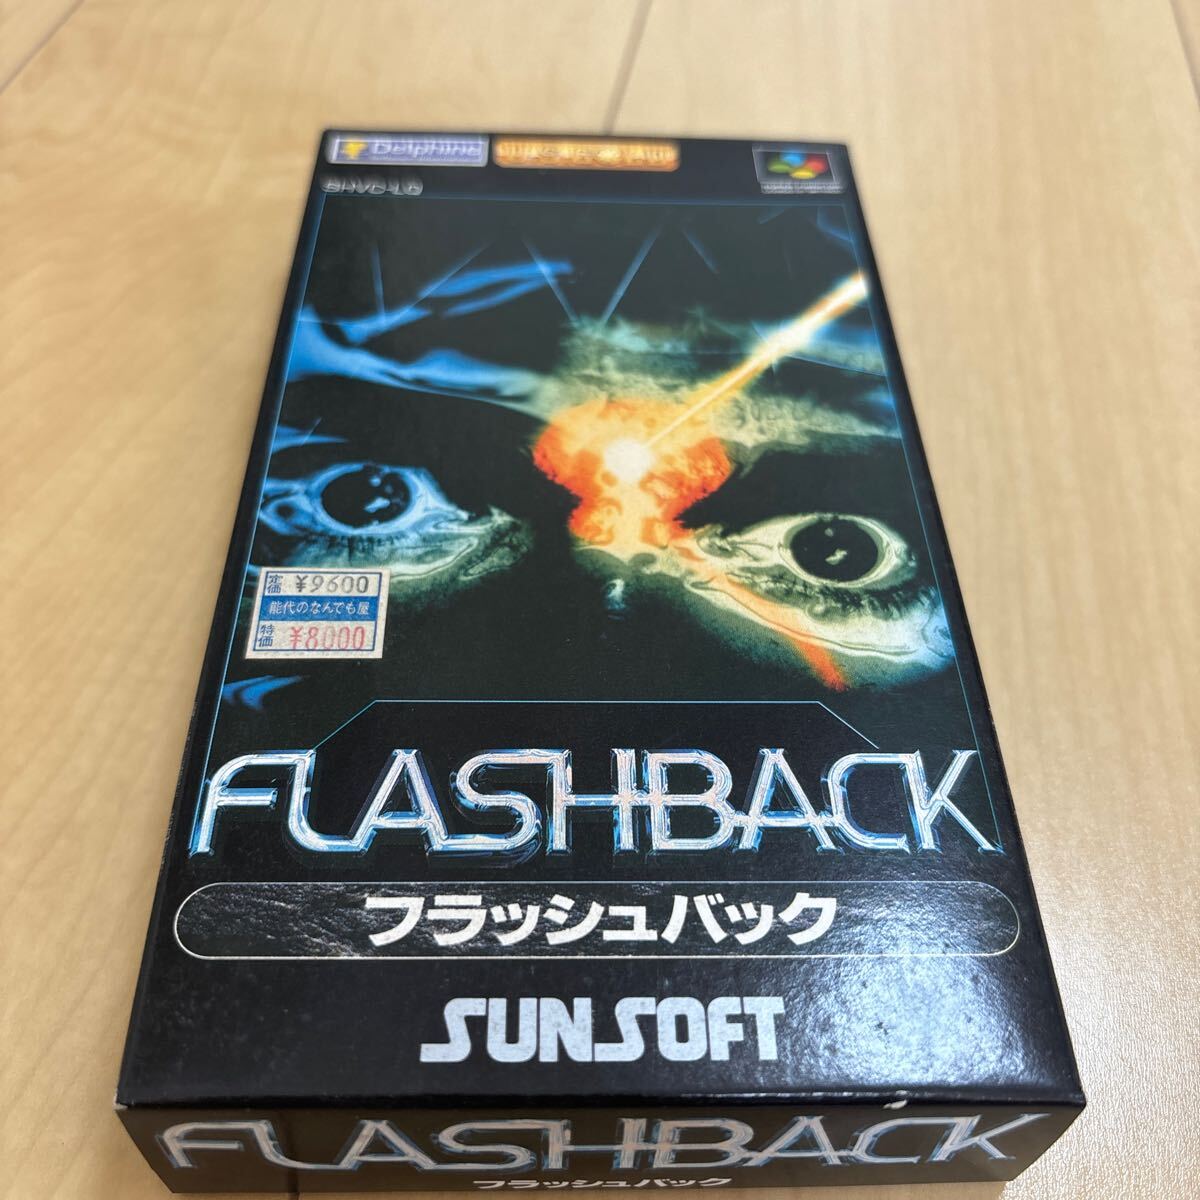 Delphine
定価 ¥9600
能代のなんでも屋
特価 ¥8000
FLASHBACK
フラッシュバック
SUNSOFT
FLASHBACK
フラッシュバック